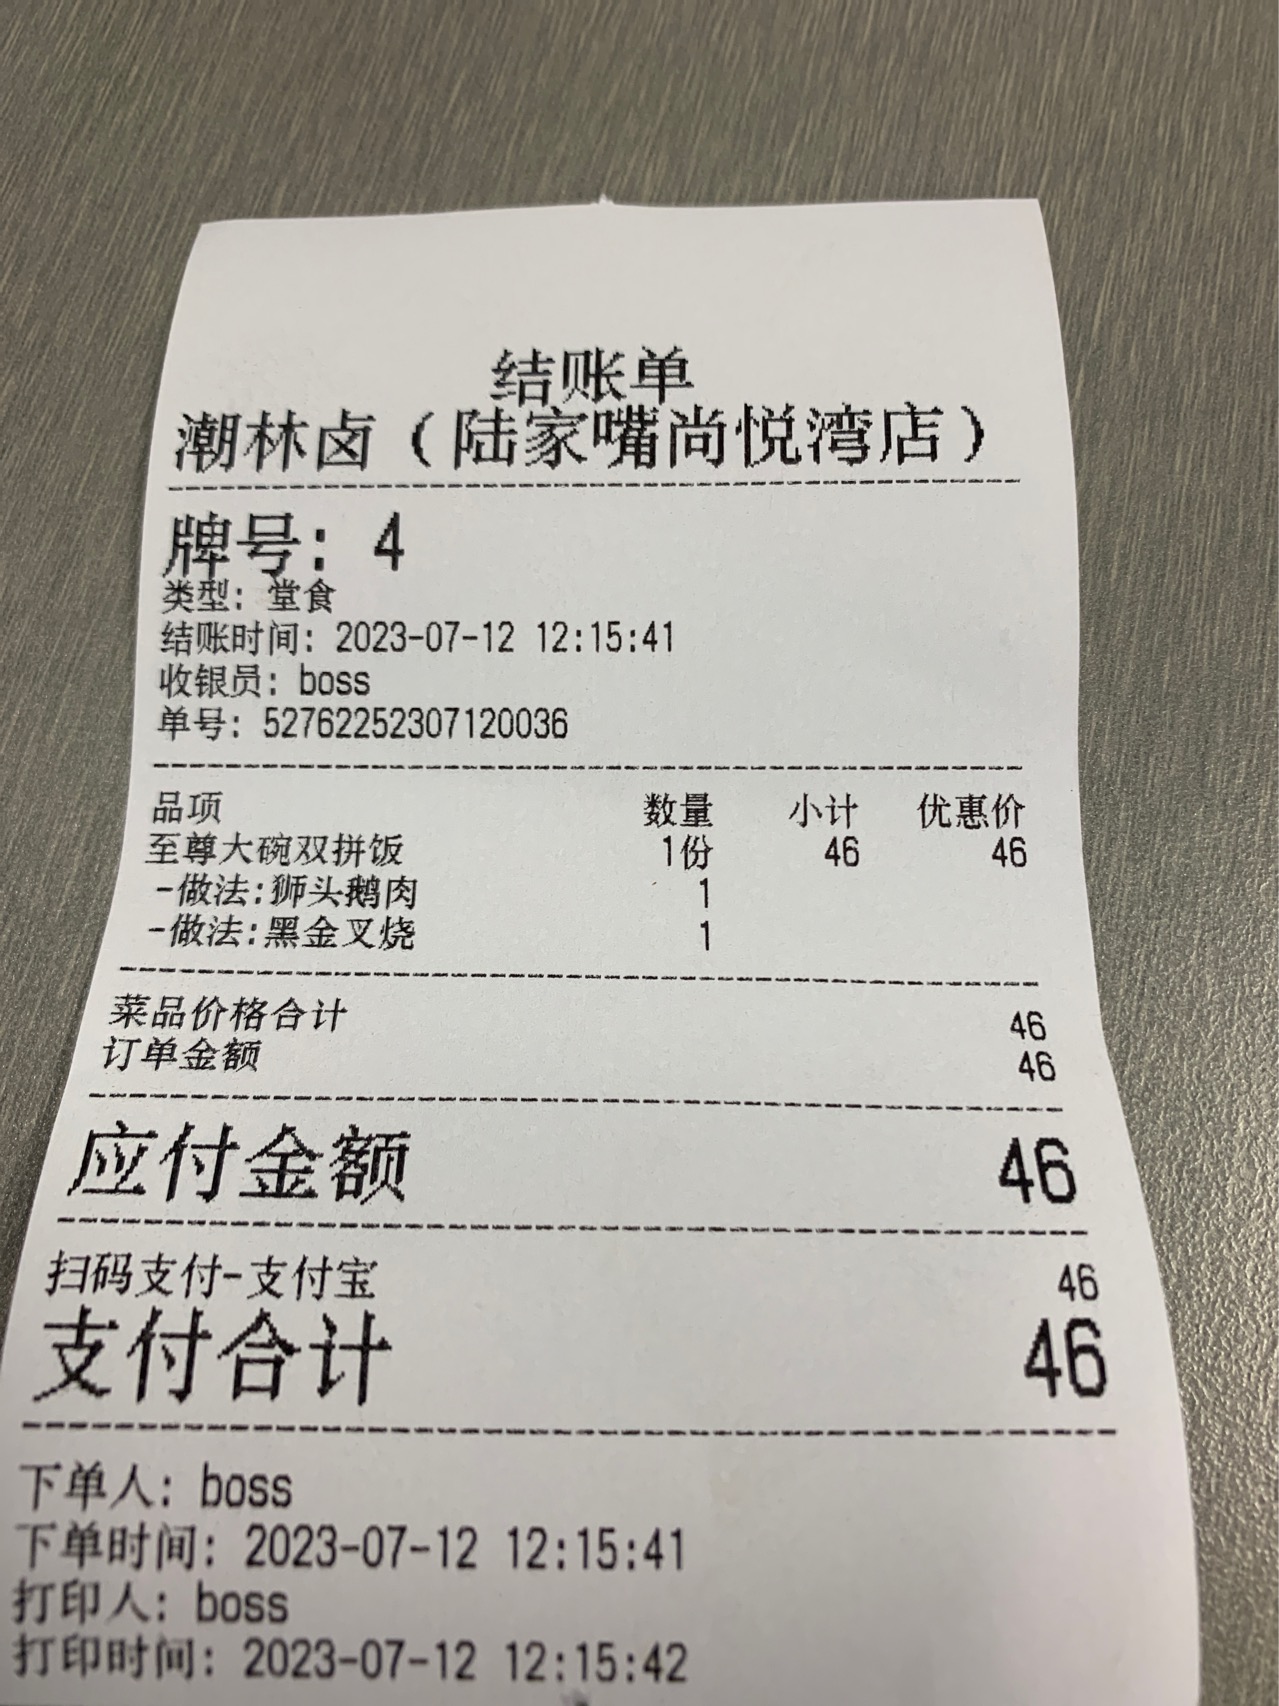 结账单
潮林卤（陆家嘴尚悦湾店）
牌号：4
类型：堂食
结账时间：2023-07-12 12:15:41
收银员：boss
单号：52762252307120036
品项 数量 小计 优惠价
至尊大碗双拼饭 1份 46 46
-做法:狮头鹅肉 1
-做法:黑金叉烧 1
菜品价格合计 46
订单金额 46
应付金额 46
扫码支付-支付宝 46
支付合计 46
下单人：boss
下单时间：2023-07-12 12:15:41
打印人：boss
打印时间：2023-07-12 12:15:42